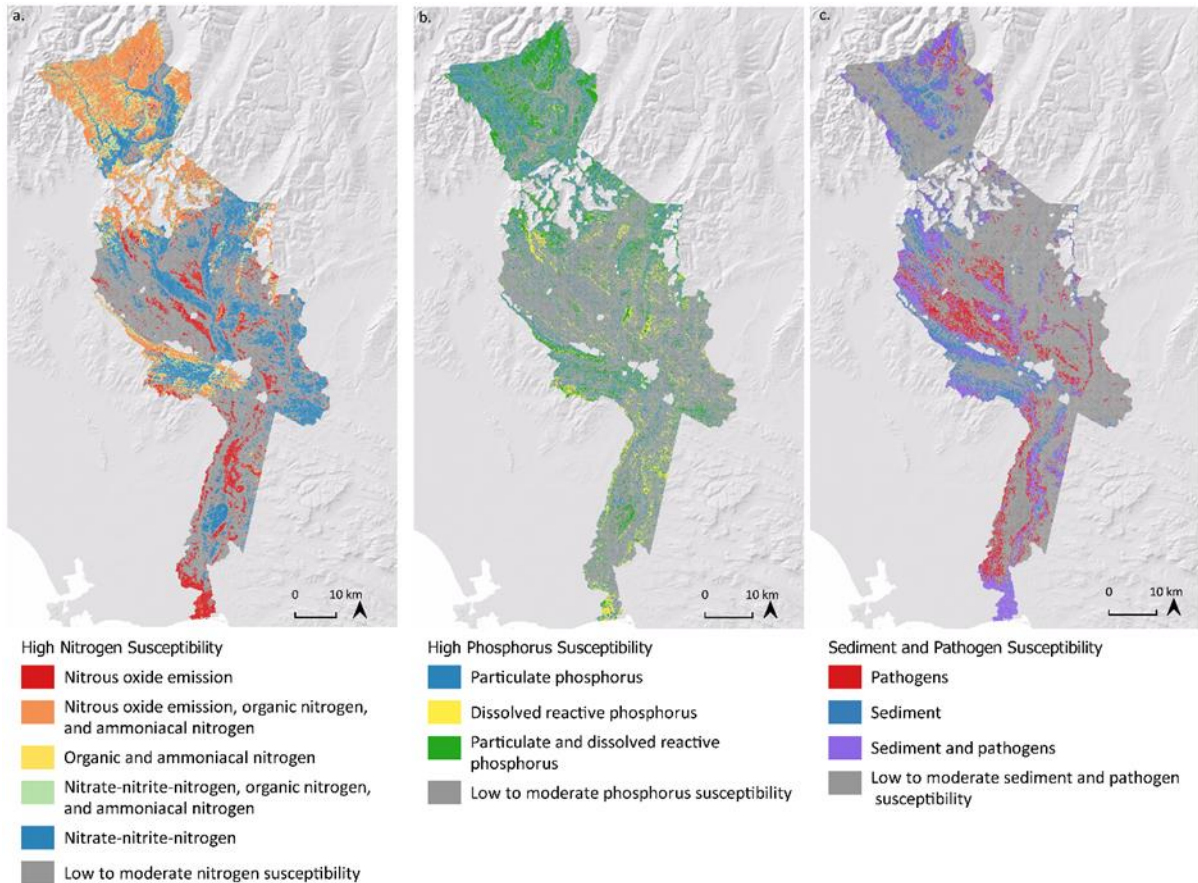 a.
b.
c.
0 10 km
0 10 km
0 10 km
High Nitrogen Susceptibility
Nitrous oxide emission
Nitrous oxide emission, organic nitrogen,
and ammoniacal nitrogen
Organic and ammoniacal nitrogen
Nitrate-nitrite-nitrogen, organic nitrogen,
and ammoniacal nitrogen
Nitrate-nitrite-nitrogen
Low to moderate nitrogen susceptibility
High Phosphorus Susceptibility
Particulate phosphorus
Dissolved reactive phosphorus
Particulate and dissolved reactive
phosphorus
Low to moderate phosphorus susceptibility
Sediment and Pathogen Susceptibility
Pathogens
Sediment
Sediment and pathogens
Low to moderate sediment and pathogen
susceptibility